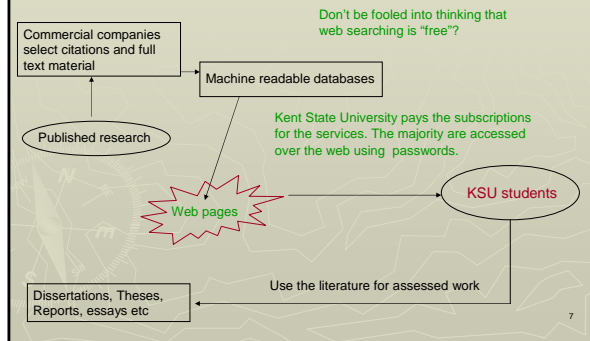 Don't be fooled into thinking that
web searching is "free"?
Commercial companies
select citations and full
text material
Machine readable databases
Kent State University pays the subscriptions
for the services. The majority are accessed
over the web using  passwords.
Published research
Web pages
KSU students
Use the literature for assessed work
Dissertations, Theses,
Reports, essays etc
7